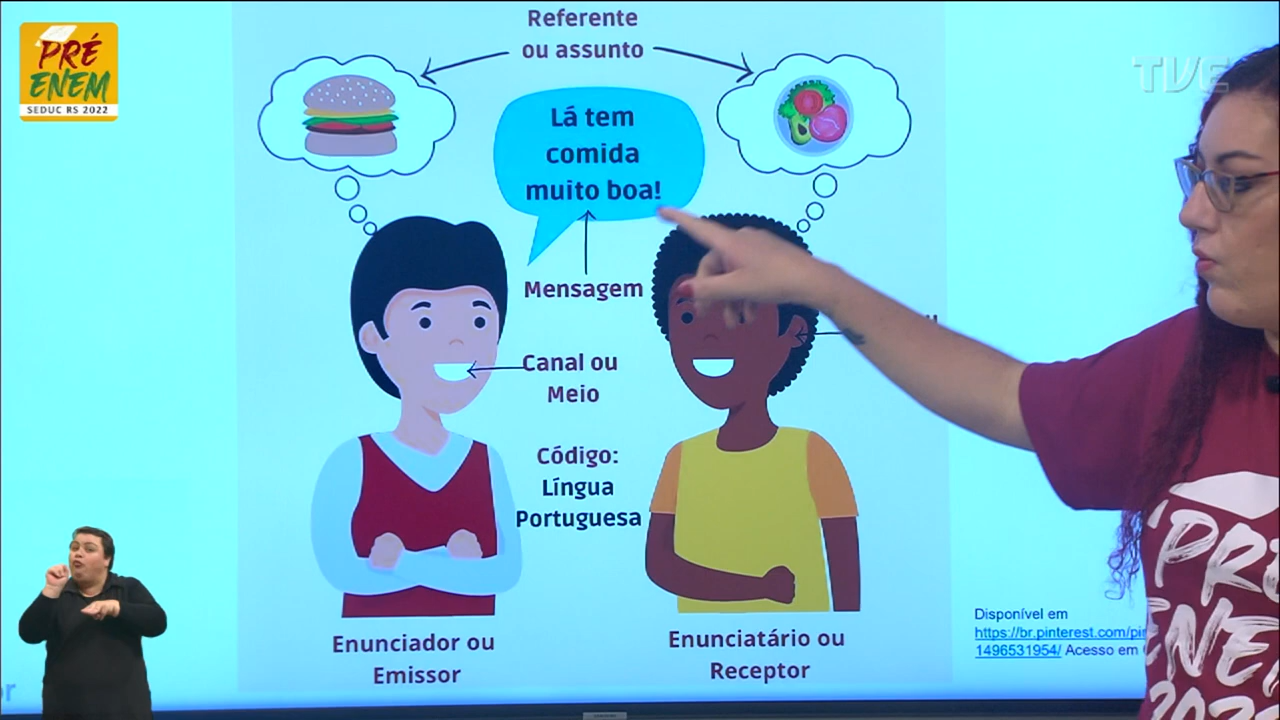 PRÉ
ENEM
SEDUC RS 2022
Referente
ou assunto
TVE
Lá tem
comida
muito boa!
Mensagem
Canal ou
Meio
Código:
Língua
Portuguesa
Enunciador ou
Emissor
Enunciatário ou
Receptor
Disponível em
https://br.pinterest.com/pi
1496531954/ Acesso em
PRÉ
ENEM
2022